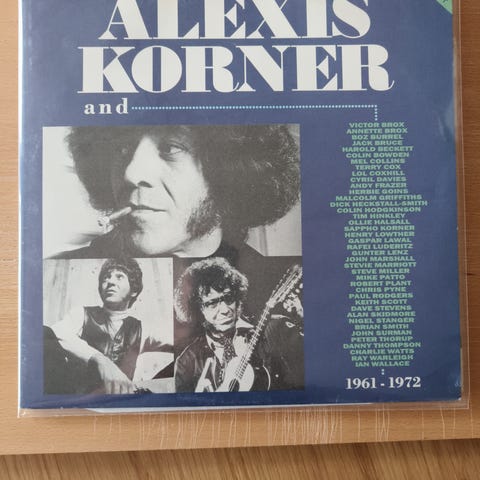 ALEXIS
KORNER
and
VICTOR BROX
ANNETTE BROX
BOZ BURREL
JACK BRUCE
HAROLD BECKETT
COLIN BOWDEN
MEL COLLINS
TERRY COX
LOL COXHILL
CYRIL DAVIES
ANDY FRAZER
HERBIE GOINS
MALCOLM GRIFFITHS
DICK HECKSTALL-SMITH
COLIN HODGKINSON
TIM HINKLEY
OLLIE HALSALL
SAPPHO KORNER
HENRY LOWTHER
GASPAR LAWAL
RAFEI LUDERITZ
GUNTER LENZ
JOHN MARSHALL
STEVIE MARRIOTT
STEVE MILLER
MIKE PATTO
ROBERT PLANT
CHRIS PYNE
PAUL RODGERS
KEITH SCOTT
DAVE STEVENS
ALAN SKIDMORE
NIGEL STANGER
BRIAN SMITH
JOHN SURMAN
PETER THORUP
DANNY THOMPSON
CHARLIE WATTS
RAY WARLEIGH
IAN WALLACE
1961 - 1972